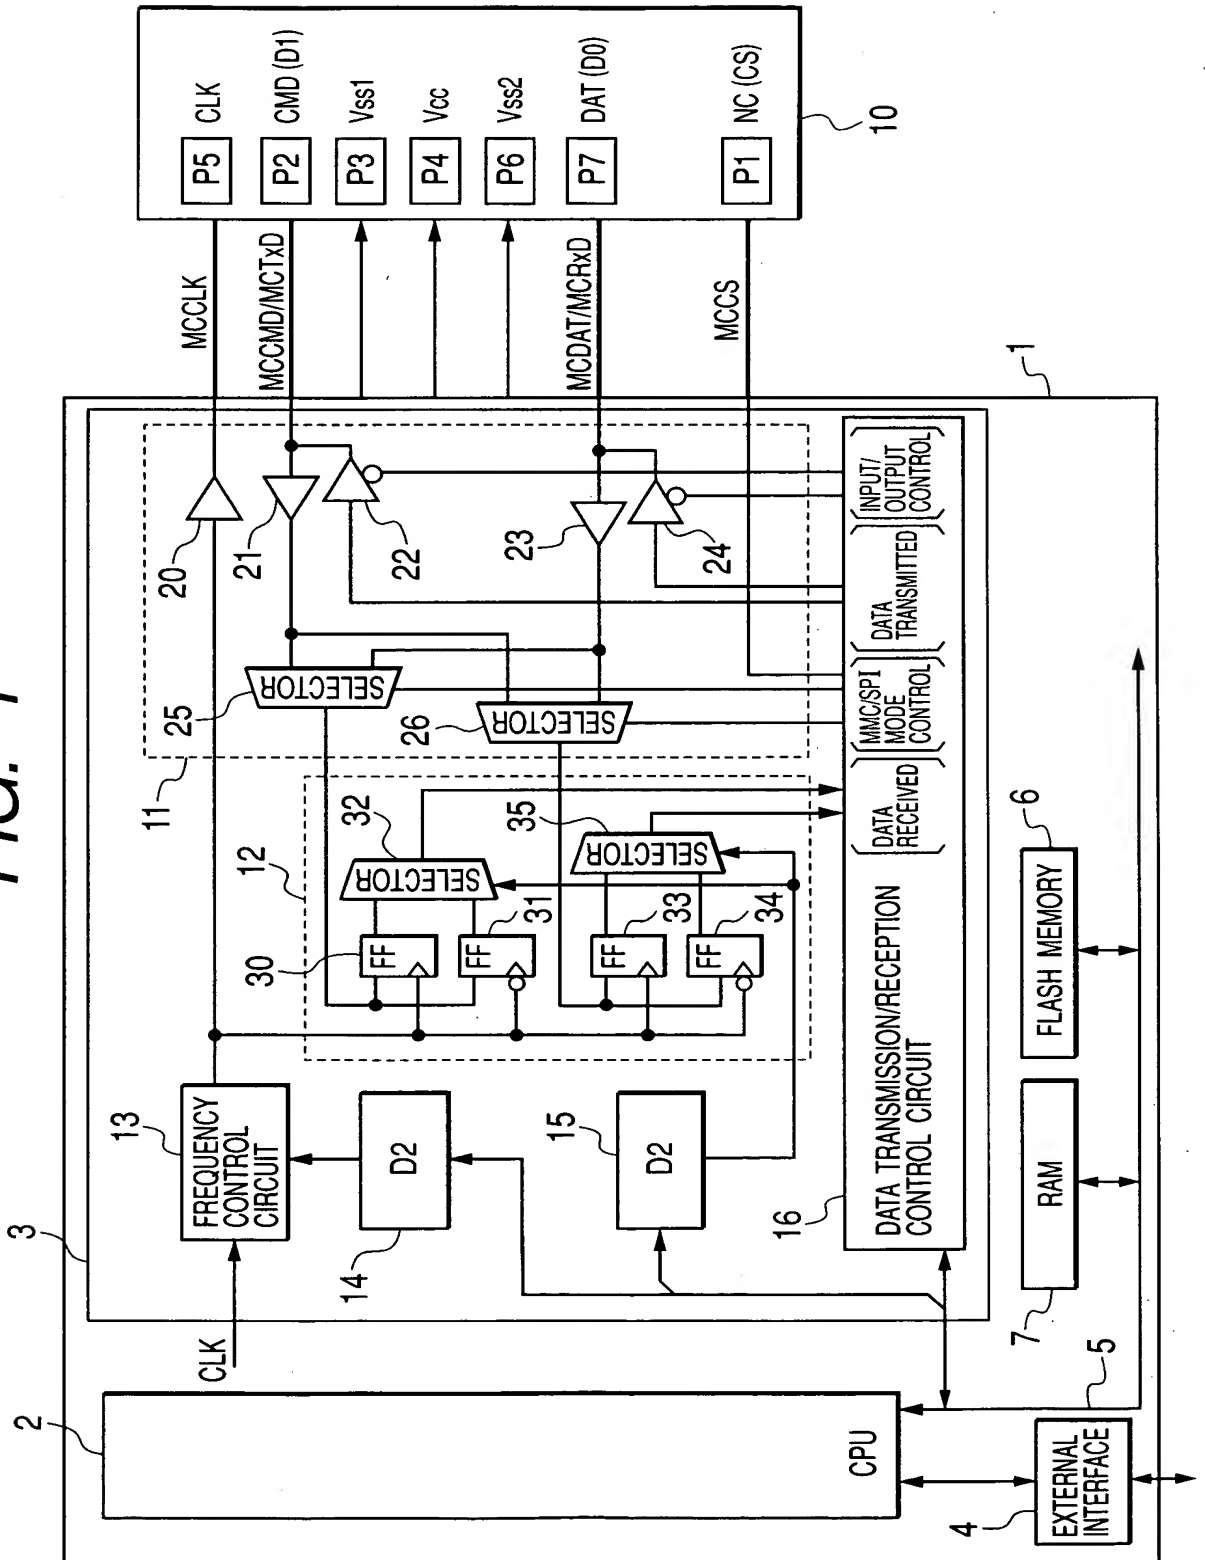 FIG. 1
3
2
CLK
13
FREQUENCY
CONTROL
CIRCUIT
14
D2
15
D2
CPU
4
EXTERNAL
INTERFACE
5
7
RAM
6
FLASH MEMORY
1
16
DATA TRANSMISSION/RECEPTION
CONTROL CIRCUIT
DATA
RECEIVED
MMC/SPI
MODE
CONTROL
DATA
TRANSMITTED
INPUT/
OUTPUT
CONTROL
12
30
FF
31
FF
32
SELECTOR
33
FF
34
FF
35
SELECTOR
11
25
SELECTOR
26
SELECTOR
20
21
22
23
24
MCCLK
MCCMD/MCTxD
MCDAT/MCRxD
MCCS
P5 CLK
P2 CMD (D1)
P3 Vss1
P4 Vcc
P6 Vss2
P7 DAT (D0)
P1 NC (CS)
10